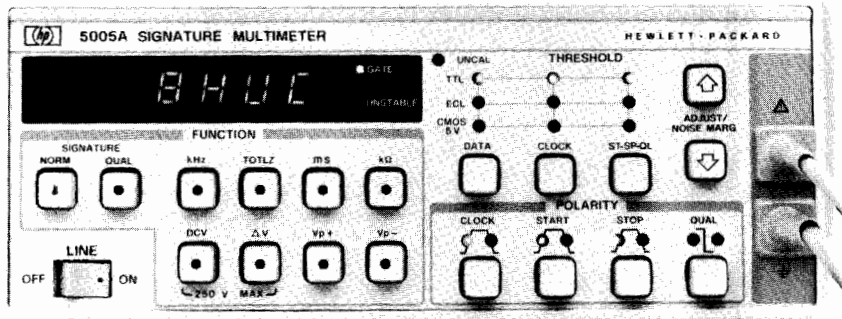 hp 5005A SIGNATURE MULTIMETER
HEWLETT · PACKARD
8HUC
GATE
UNSTABLE
UNCAL
THRESHOLD
TTL
ECL
CMOS
5V
DATA CLOCK ST-SP-QL
ADJUST/
NOISE MARG
FUNCTION
SIGNATURE
NORM QUAL kHz TOTLZ mS kΩ
DCV ΔV Vp+ Vp-
250 V MAX
LINE
OFF ON
POLARITY
CLOCK START STOP QUAL